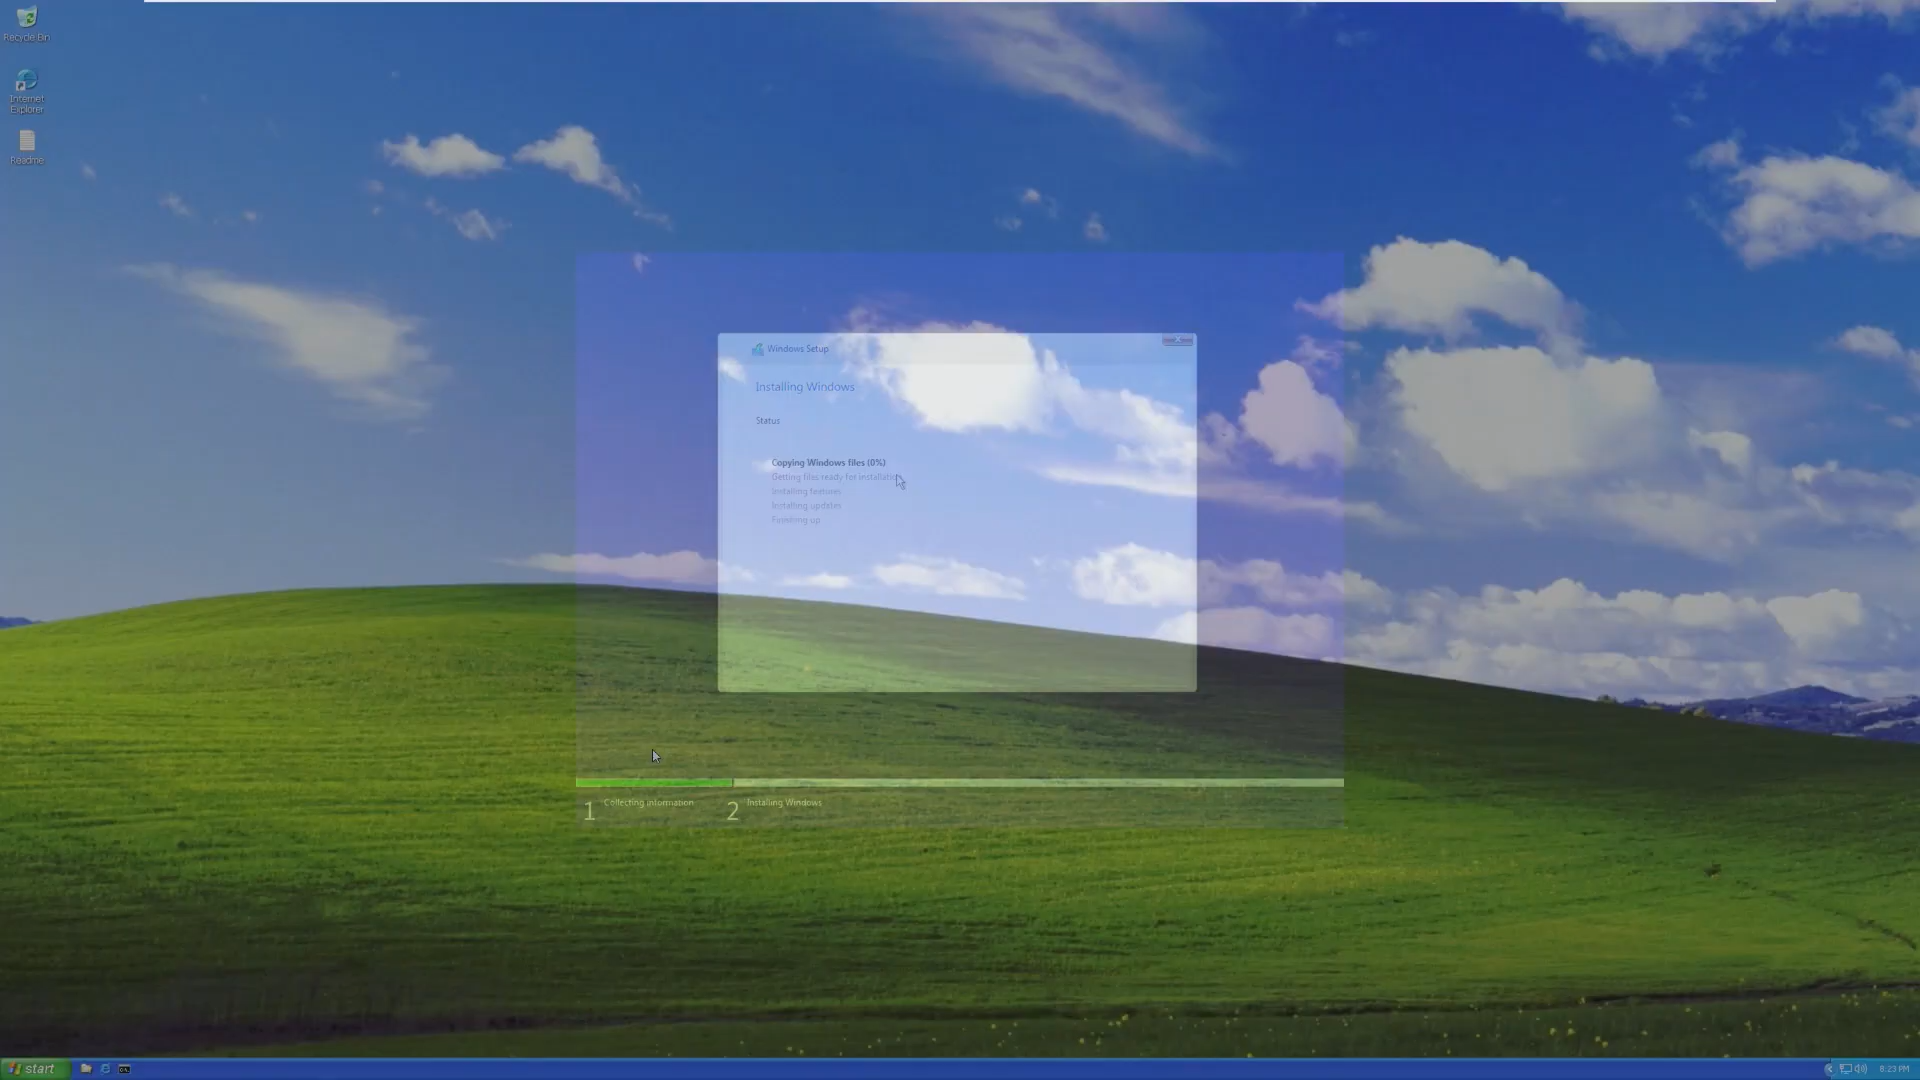 Recycle Bin
Internet
Explorer
Readme
Windows Setup
Installing Windows
Status
Copying Windows files (0%)
Getting files ready for installation
Installing features
Installing updates
Finishing up
1 Collecting information
2 Installing Windows
start
8:23 PM